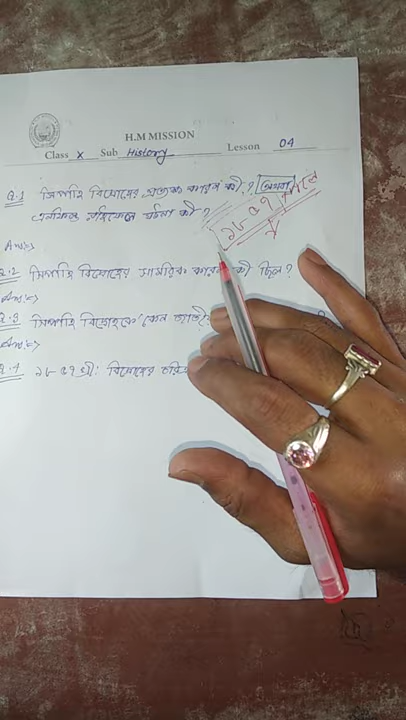 H.M MISSION
Class X Sub History Lesson 04
Q.1 সিপাহি বিদ্রোহের প্রত্যক্ষ কারণ কী? অথবা
এনফিল্ড রাইফেলে ঘটনা কী?
১৮৫৭ সালে
Ans:>
Q.2 সিপাহি বিদ্রোহের সামরিক কারণ কী ছিল?
Ans:>
Q.3 সিপাহি বিদ্রোহকে কেন ?
Ans:>
Q.4 ১৮৫৭ খ্রী: বিদ্রোহের